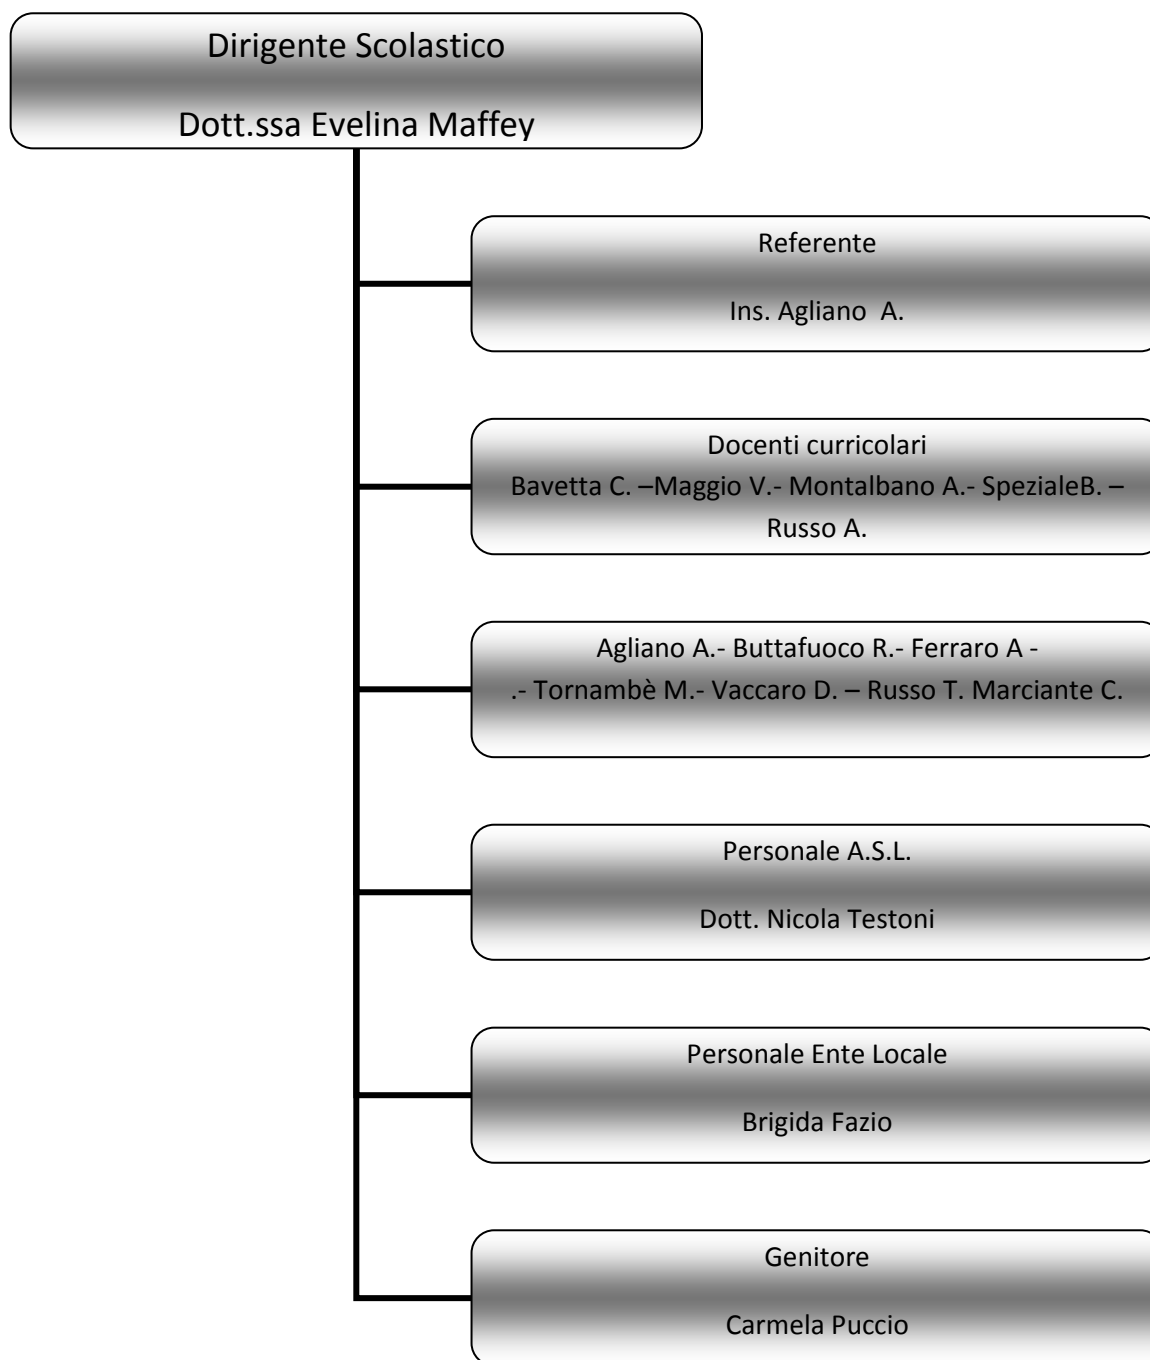 Dirigente Scolastico
Dott.ssa Evelina Maffey
Referente
Ins. Agliano  A.
Docenti curricolari
Bavetta C. –Maggio V.- Montalbano A.- SpezialeB. –
Russo A.
Agliano A.- Buttafuoco R.- Ferraro A -
.- Tornambè M.- Vaccaro D. – Russo T. Marciante C.
Personale A.S.L.
Dott. Nicola Testoni
Personale Ente Locale
Brigida Fazio
Genitore
Carmela Puccio